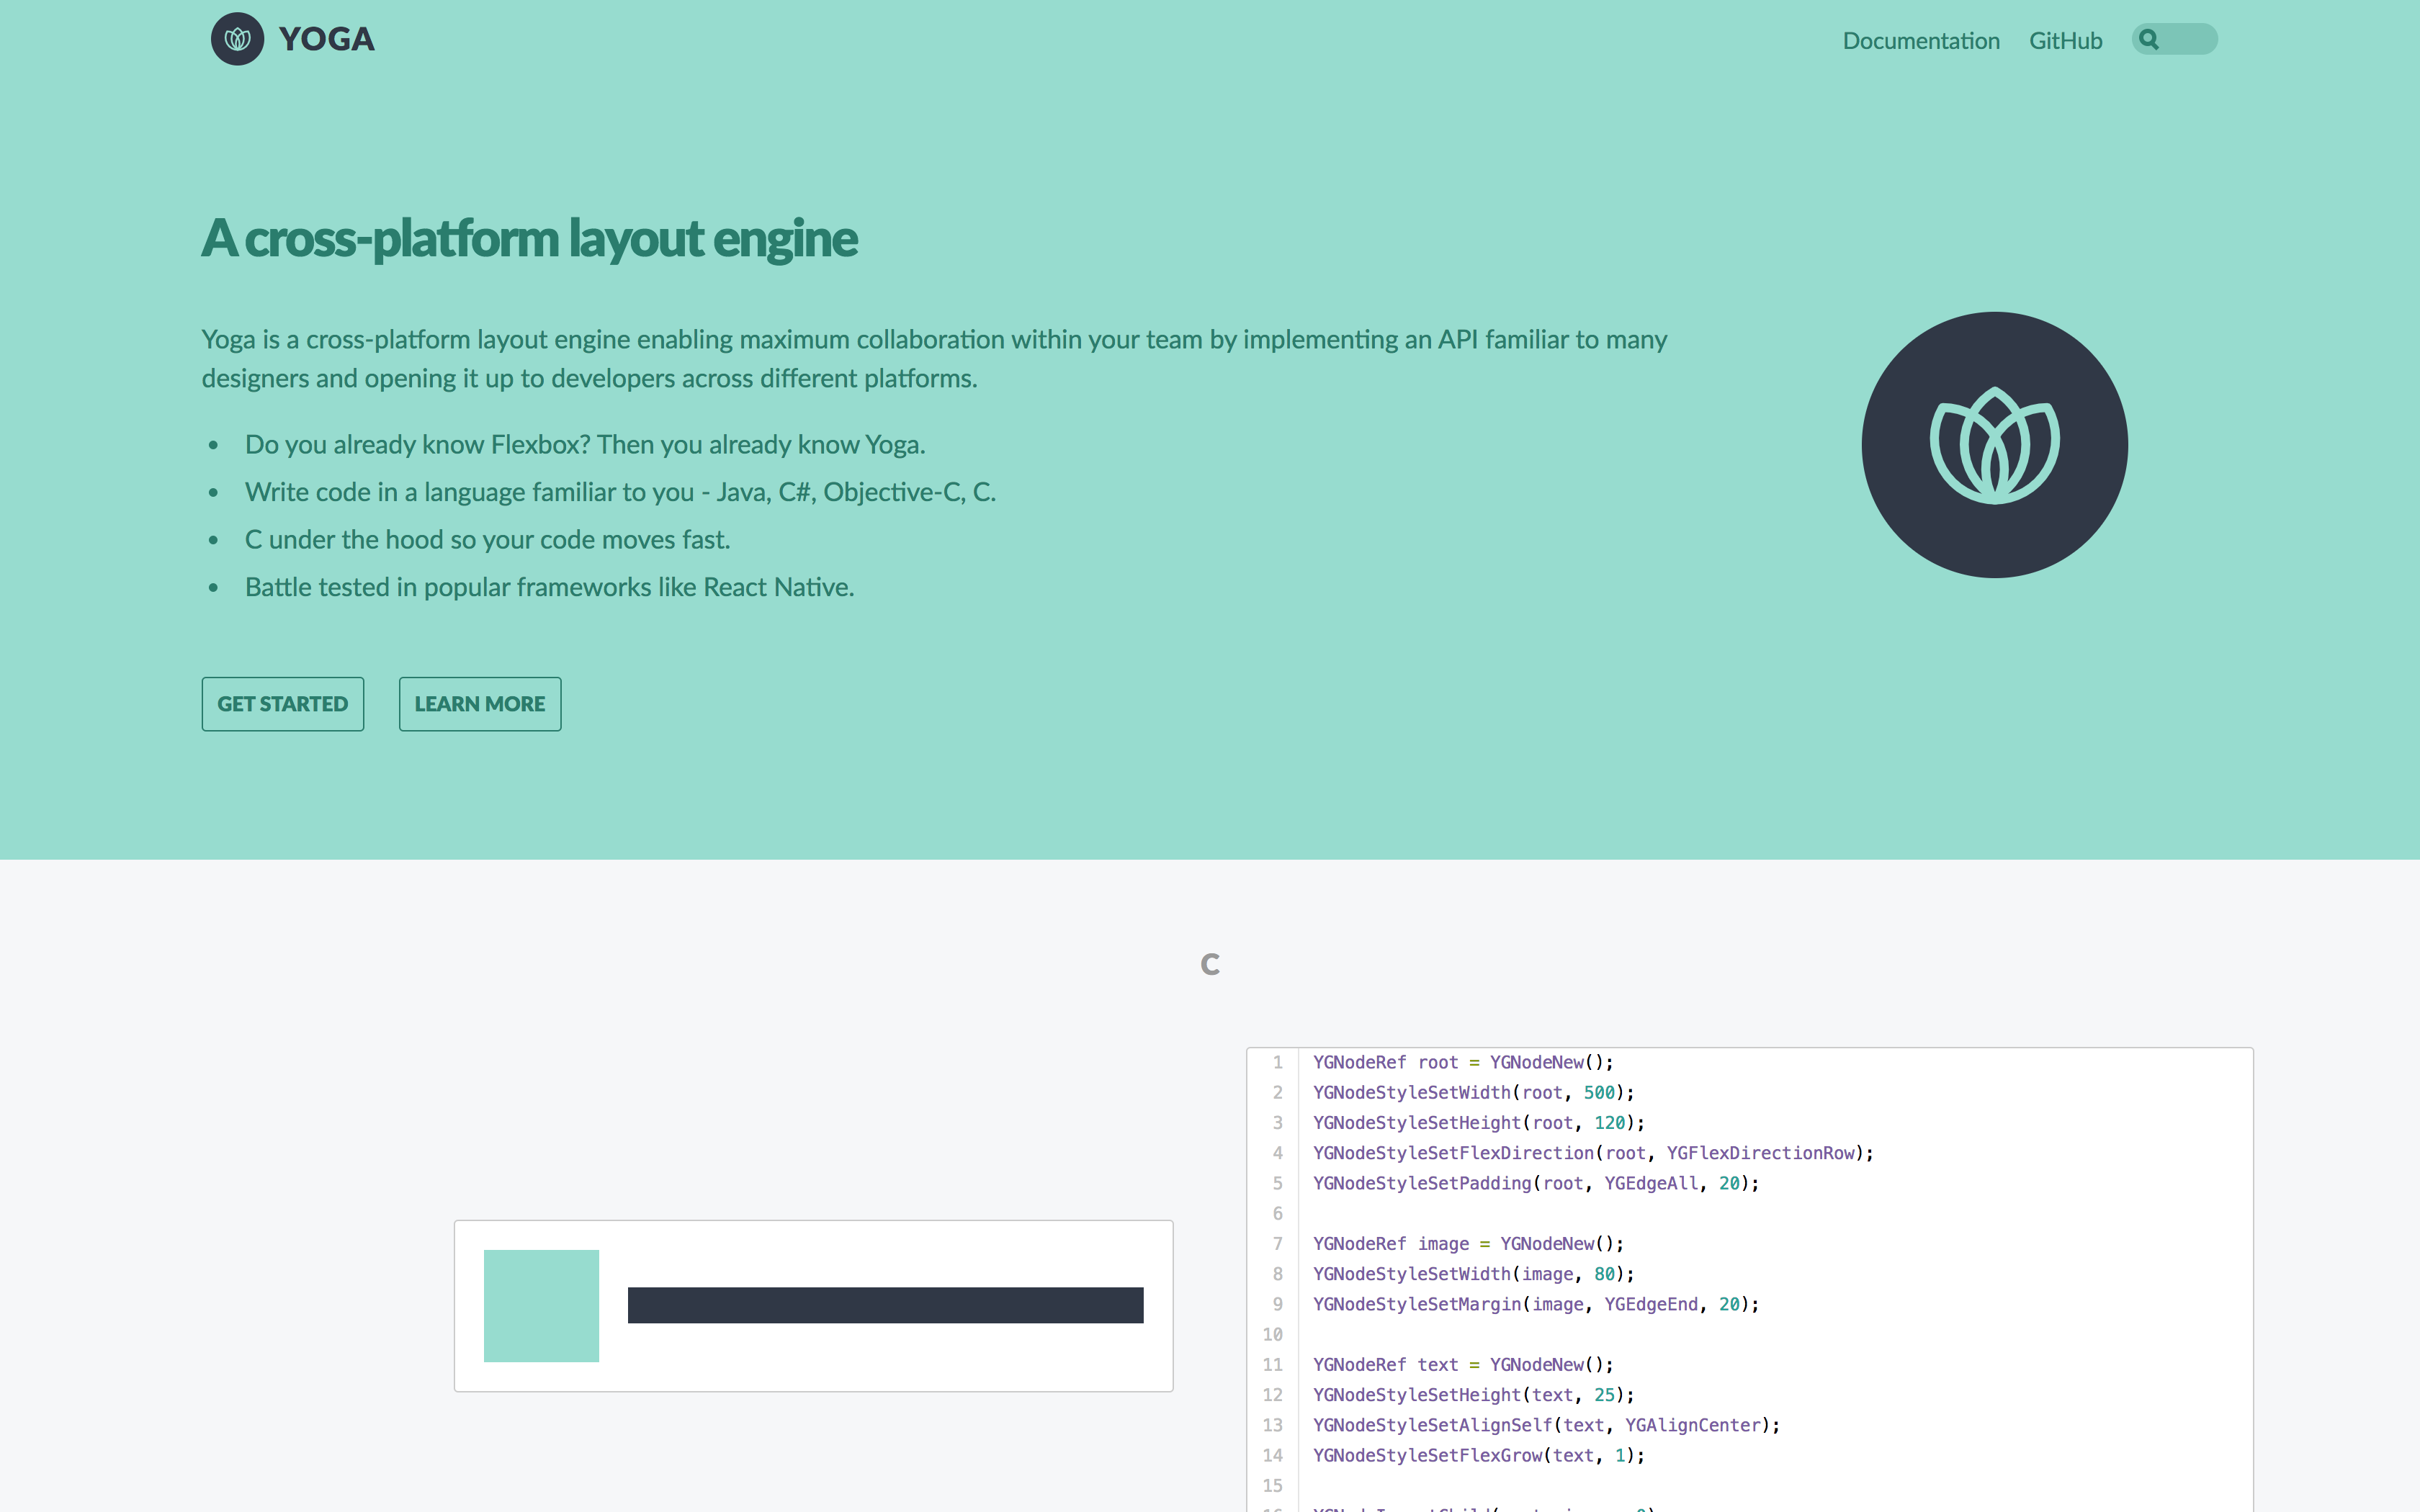 YOGA
Documentation GitHub
A cross-platform layout engine
Yoga is a cross-platform layout engine enabling maximum collaboration within your team by implementing an API familiar to many
designers and opening it up to developers across different platforms.
• Do you already know Flexbox? Then you already know Yoga.
• Write code in a language familiar to you - Java, C#, Objective-C, C.
• C under the hood so your code moves fast.
• Battle tested in popular frameworks like React Native.
GET STARTED LEARN MORE
C
1 YGNodeRef root = YGNodeNew();
2 YGNodeStyleSetWidth(root, 500);
3 YGNodeStyleSetHeight(root, 120);
4 YGNodeStyleSetFlexDirection(root, YGFlexDirectionRow);
5 YGNodeStyleSetPadding(root, YGEdgeAll, 20);
6
7 YGNodeRef image = YGNodeNew();
8 YGNodeStyleSetWidth(image, 80);
9 YGNodeStyleSetMargin(image, YGEdgeEnd, 20);
10
11 YGNodeRef text = YGNodeNew();
12 YGNodeStyleSetHeight(text, 25);
13 YGNodeStyleSetAlignSelf(text, YGAlignCenter);
14 YGNodeStyleSetFlexGrow(text, 1);
15